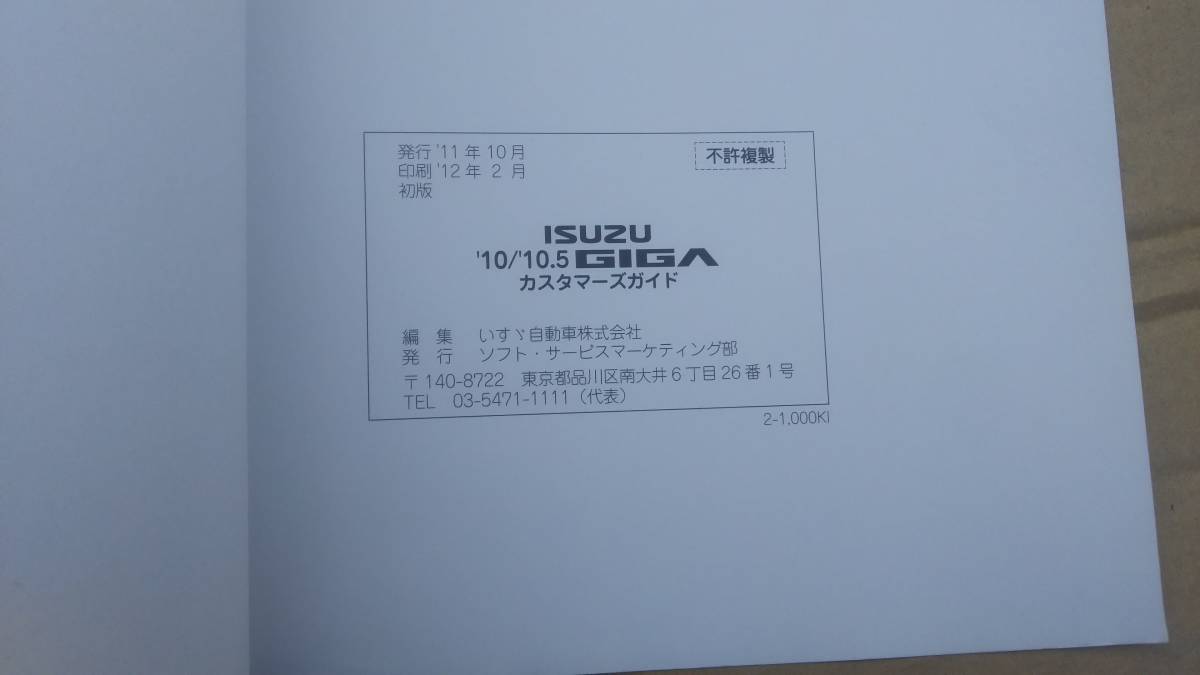 発行 '11 年 10 月
不許複製
印刷 '12 年 2 月
初版
ISUZU
'10/'10.5 GIGA
カスタマーズガイド
編 集 いすゞ自動車株式会社
発 行 ソフト・サービスマーケティング部
〒140-8722 東京都品川区南大井6丁目26番1号
TEL 03-5471-1111(代表)
2-1,000KI